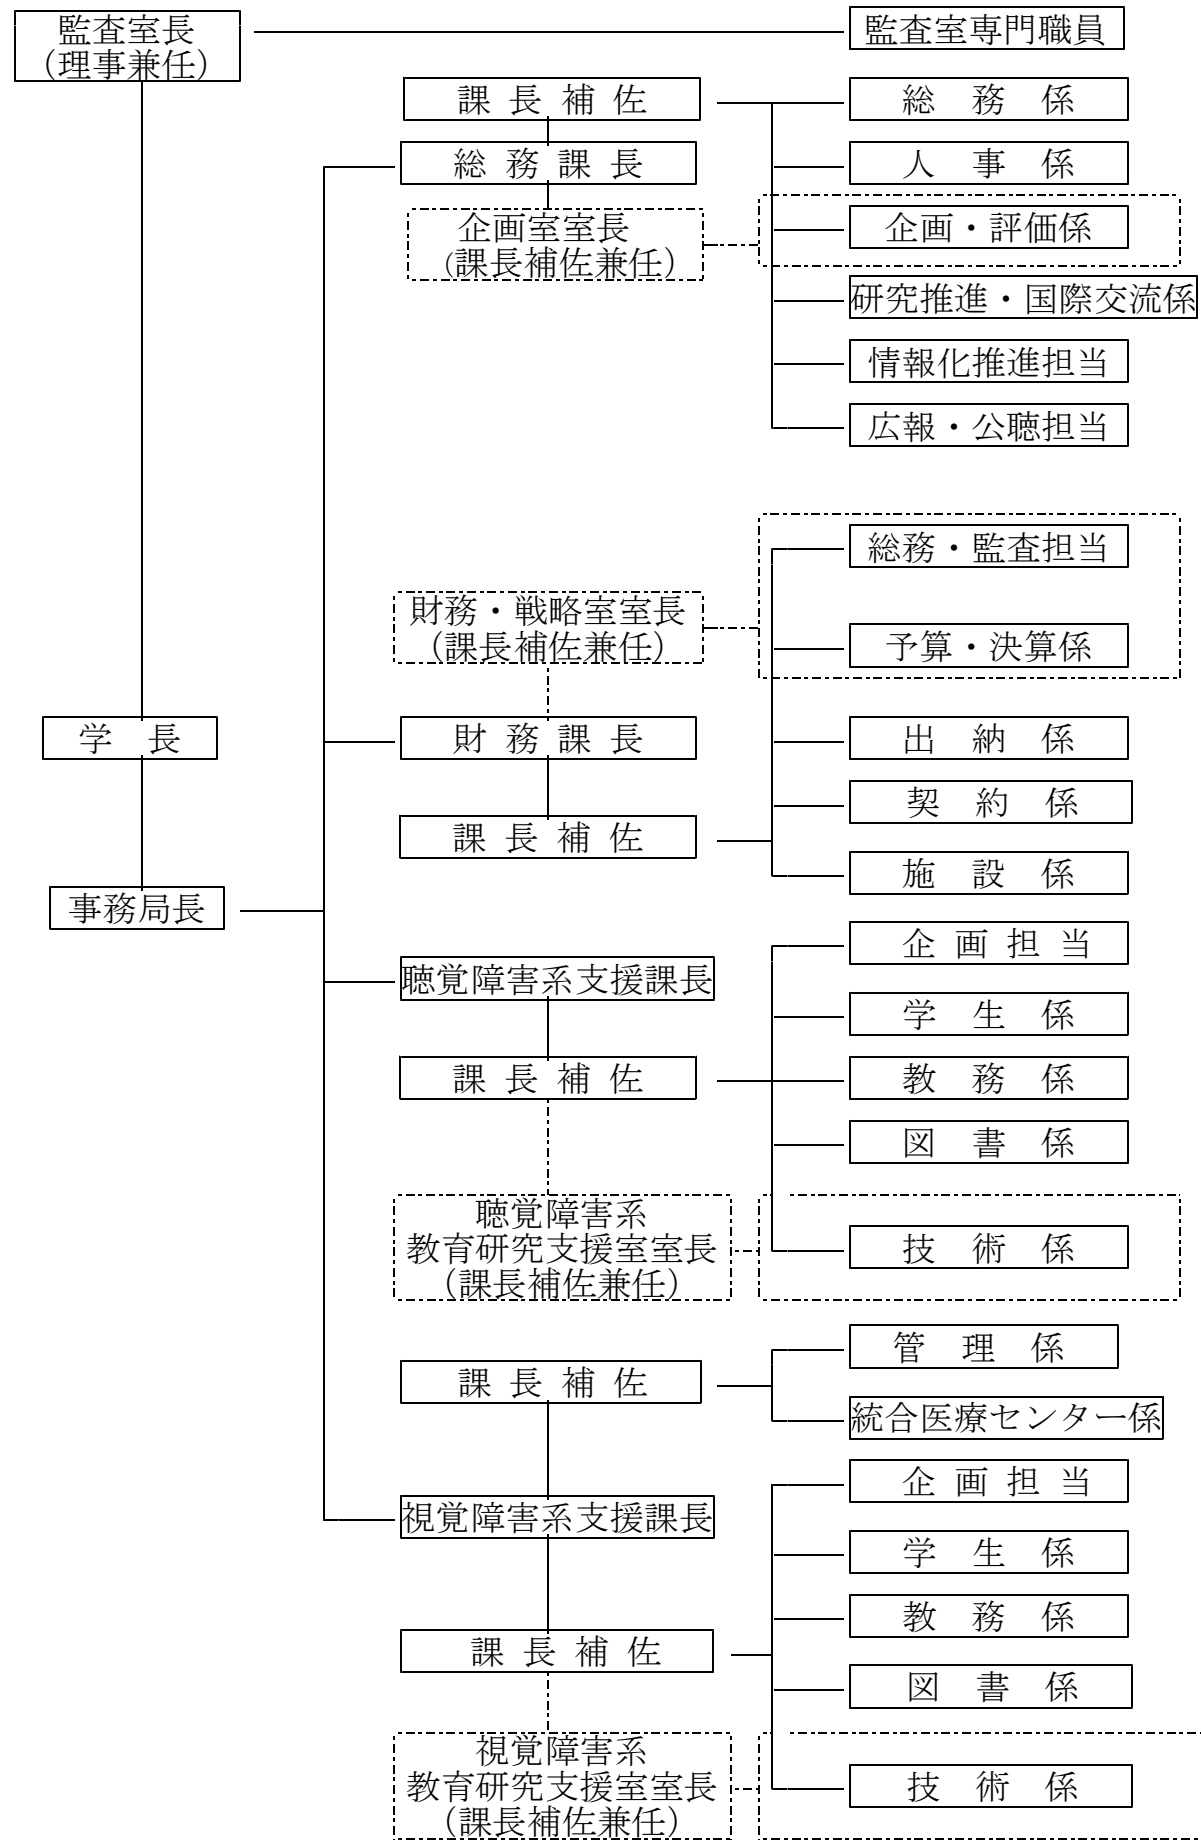 監査室長
（理事兼任）
監査室専門職員
課長補佐
総務係
総務課長
人事係
企画室室長
（課長補佐兼任）
企画・評価係
研究推進・国際交流係
情報化推進担当
広報・公聴担当
総務・監査担当
財務・戦略室室長
（課長補佐兼任）
予算・決算係
学長
財務課長
出納係
契約係
課長補佐
施設係
事務局長
企画担当
聴覚障害系支援課長
学生係
課長補佐
教務係
図書係
聴覚障害系
教育研究支援室室長
（課長補佐兼任）
技術係
管理係
課長補佐
統合医療センター係
企画担当
視覚障害系支援課長
学生係
教務係
課長補佐
図書係
視覚障害系
教育研究支援室室長
（課長補佐兼任）
技術係